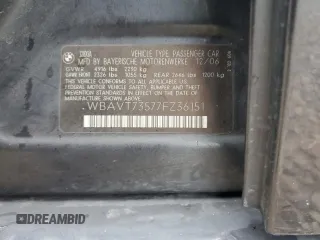 VEHICLE TYPE: PASSENGER CAR
MFD BY BAYERISCHE MOTORENWERKE 12/06
GVWR 4916 lbs 2230 kg
GAWR FRONT 2326 lbs 1055 kg REAR 2646 lbs 1200 kg
THIS VEHICLE CONFORMS TO ALL APPLICABLE
FEDERAL MOTOR VEHICLE SAFETY, BUMPER AND THEFT
PREVENTION STANDARDS IN EFFECT ON THE DATE OF
MANUFACTURE SHOWN ABOVE
WBAVT73577FZ36151
© DREAMBID
DREAMBID.COM